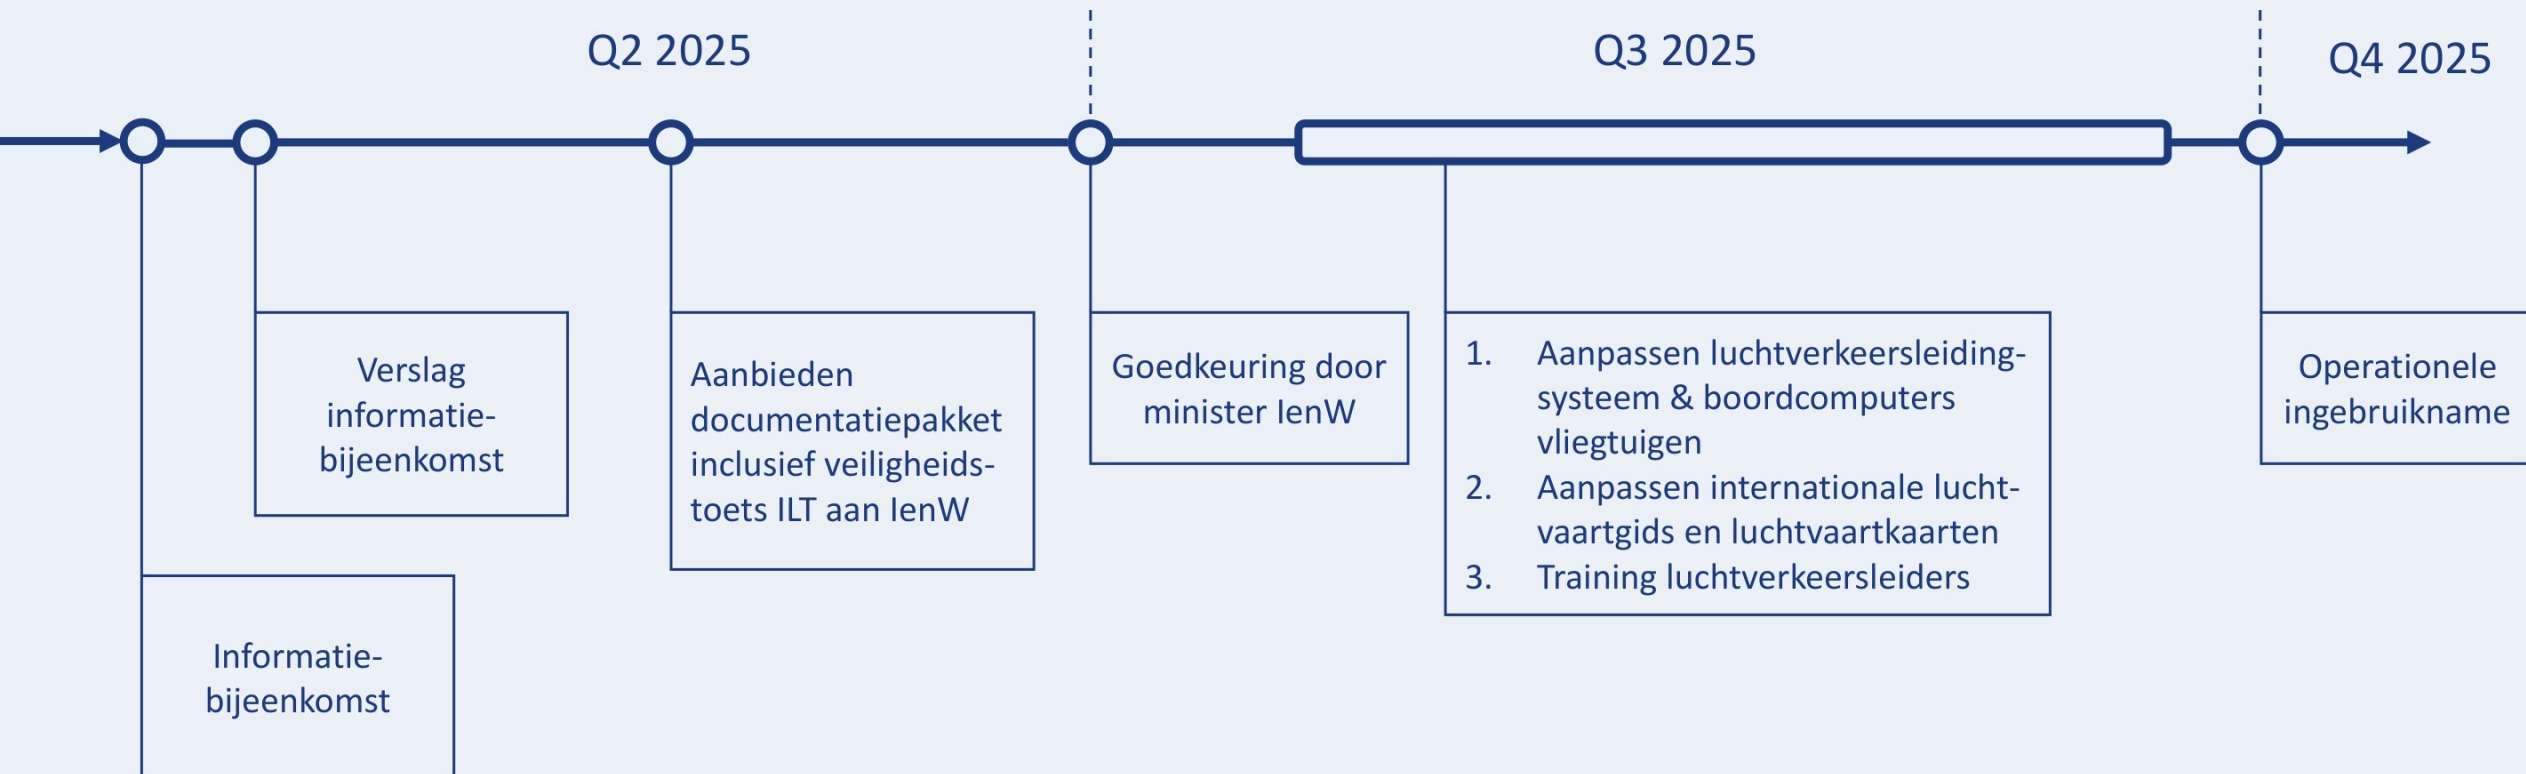 Q2 2025
Q3 2025
Q4 2025
Verslag
informatie-
bijeenkomst
Aanbieden
documentatiepakket
inclusief veiligheids-
toets ILT aan IenW
Goedkeuring door
minister IenW
1. Aanpassen luchtverkeersleiding-
systeem & boordcomputers
vliegtuigen
2. Aanpassen internationale lucht-
vaartgids en luchtvaartkaarten
3. Training luchtverkeersleiders
Operationele
ingebruikname
Informatie-
bijeenkomst